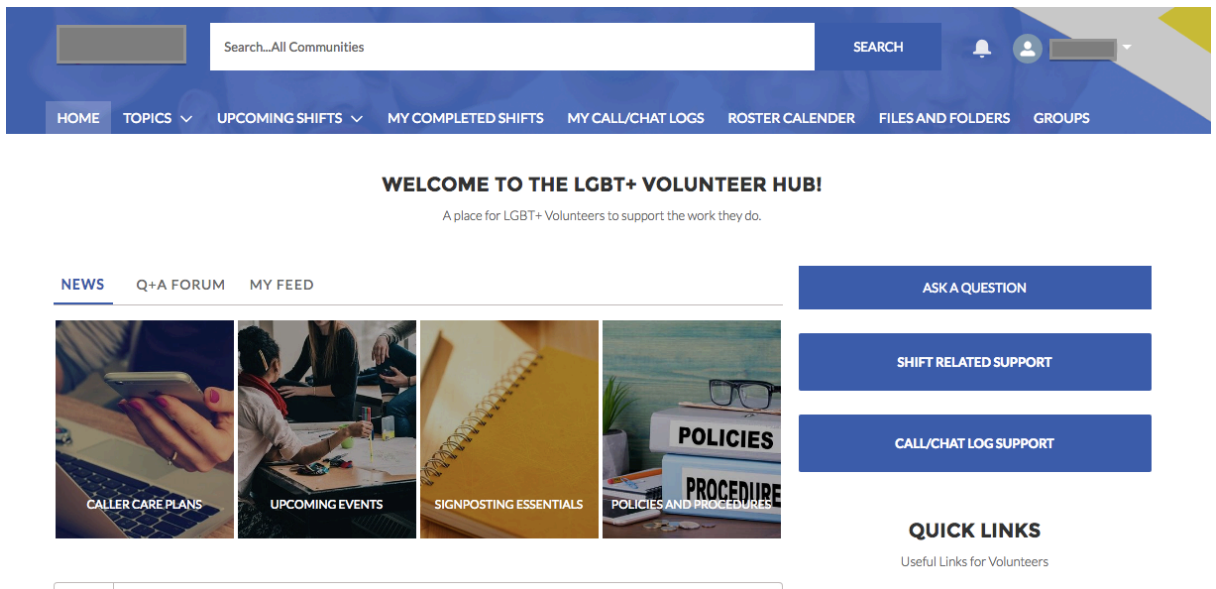 Search...All Communities
SEARCH
HOME TOPICS UPCOMING SHIFTS MY COMPLETED SHIFTS MY CALL/CHAT LOGS ROSTER CALENDER FILES AND FOLDERS GROUPS
WELCOME TO THE LGBT+ VOLUNTEER HUB!
A place for LGBT+ Volunteers to support the work they do.
NEWS Q+A FORUM MY FEED
POLICIES
PROCEDURE
CALLER CARE PLANS
UPCOMING EVENTS
SIGNPOSTING ESSENTIALS
POLICIES AND PROCEDURES
ASK A QUESTION
SHIFT RELATED SUPPORT
CALL/CHAT LOG SUPPORT
QUICK LINKS
Useful Links for Volunteers